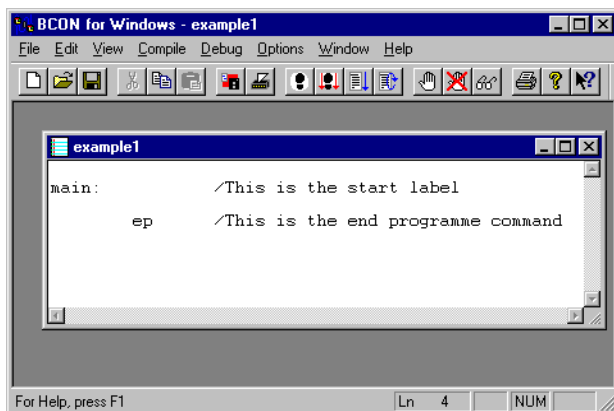 BCON for Windows - example1
File Edit View Compile Debug Options Window Help
example1
main: /This is the start label
ep /This is the end programme command
For Help, press F1 Ln 4 NUM